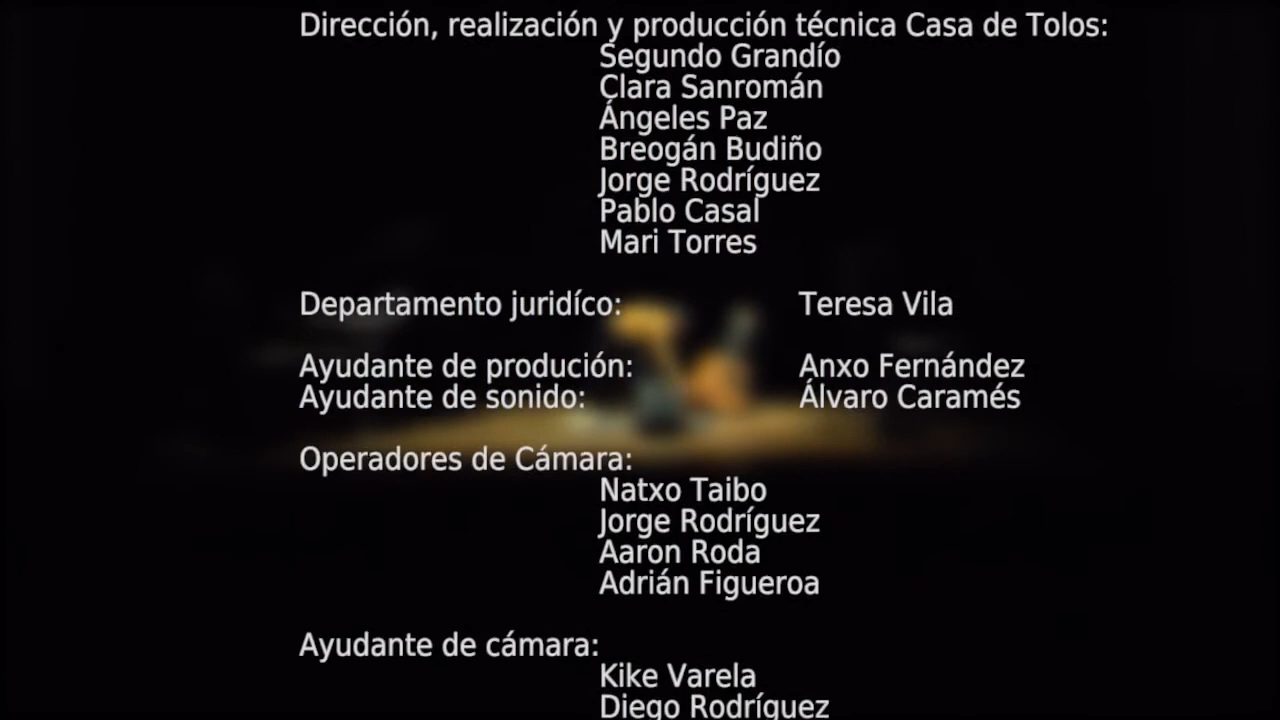 Dirección, realización y producción técnica Casa de Tolos:
Segundo Grandío
Clara Sanromán
Ángeles Paz
Breogán Budiño
Jorge Rodríguez
Pablo Casal
Mari Torres
Departamento juridíco: Teresa Vila
Ayudante de produción: Anxo Fernández
Ayudante de sonido: Álvaro Caramés
Operadores de Cámara:
Natxo Taibo
Jorge Rodríguez
Aaron Roda
Adrián Figueroa
Ayudante de cámara:
Kike Varela
Diego Rodríguez